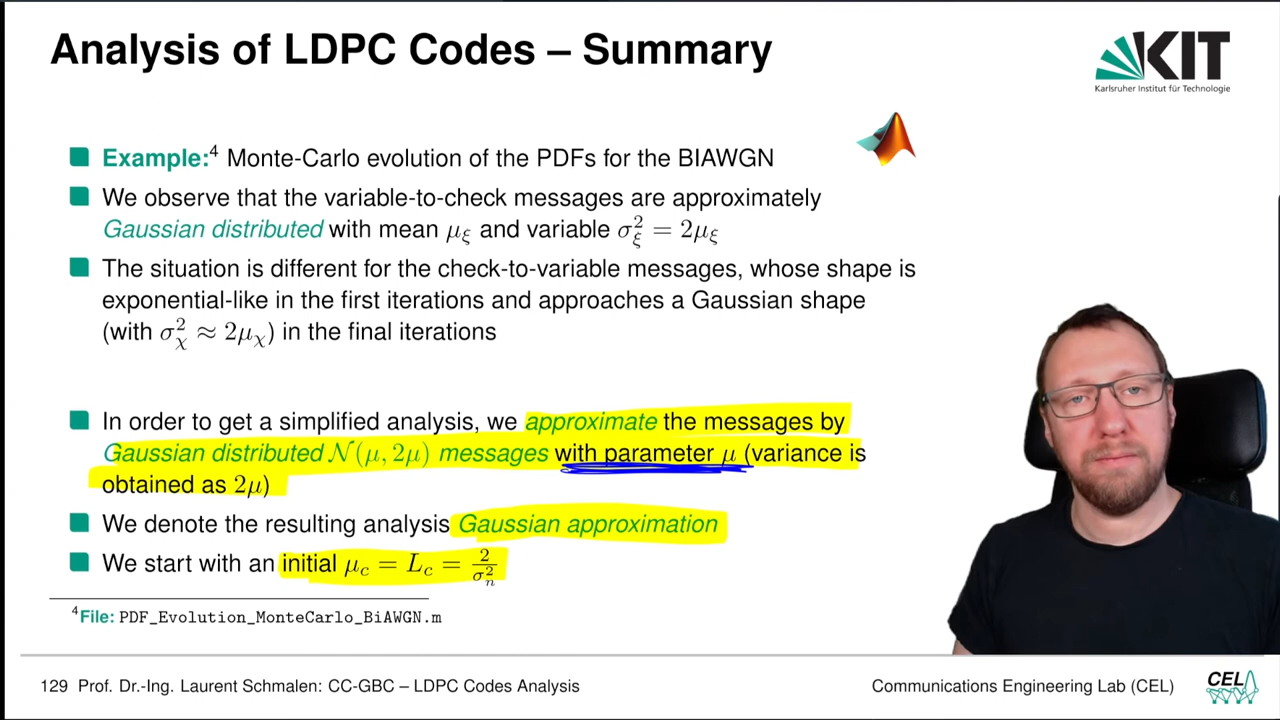 Analysis of LDPC Codes – Summary
KIT
Karlsruher Institut für Technologie
Example:⁴ Monte-Carlo evolution of the PDFs for the BIAWGN
We observe that the variable-to-check messages are approximately
Gaussian distributed with mean μ_ξ and variable σ²_ξ = 2μ_ξ
The situation is different for the check-to-variable messages, whose shape is
exponential-like in the first iterations and approaches a Gaussian shape
(with σ²_χ ≈ 2μ_χ) in the final iterations
In order to get a simplified analysis, we approximate the messages by
Gaussian distributed N(μ, 2μ) messages with parameter μ (variance is
obtained as 2μ)
We denote the resulting analysis Gaussian approximation
We start with an initial μ_c = L_c = 2/σ²_n
⁴File: PDF_Evolution_MonteCarlo_BiAWGN.m
129 Prof. Dr.-Ing. Laurent Schmalen: CC-GBC – LDPC Codes Analysis
Communications Engineering Lab (CEL)
CEL